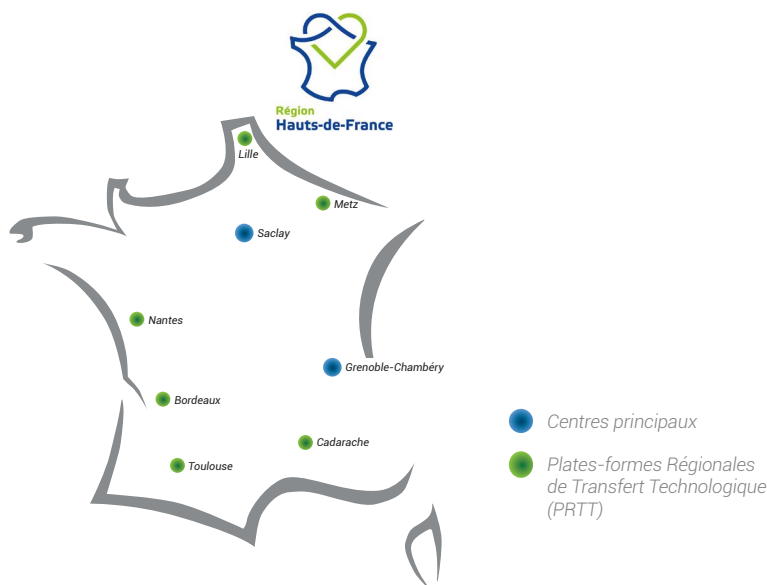 Région
Hauts-de-France
Lille
Metz
Saclay
Nantes
Grenoble-Chambéry
Bordeaux
Cadarache
Toulouse
Centres principaux
Plates-formes Régionales
de Transfert Technologique
(PRTT)